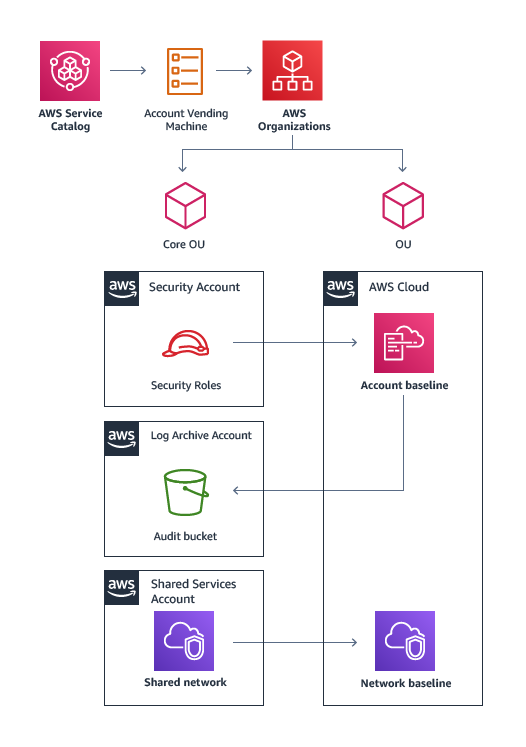 AWS Service
Catalog
Account Vending
Machine
AWS
Organizations
Core OU
OU
aws
Security Account
Security Roles
aws
AWS Cloud
Account baseline
aws
Log Archive Account
Audit bucket
aws
Shared Services
Account
Shared network
Network baseline